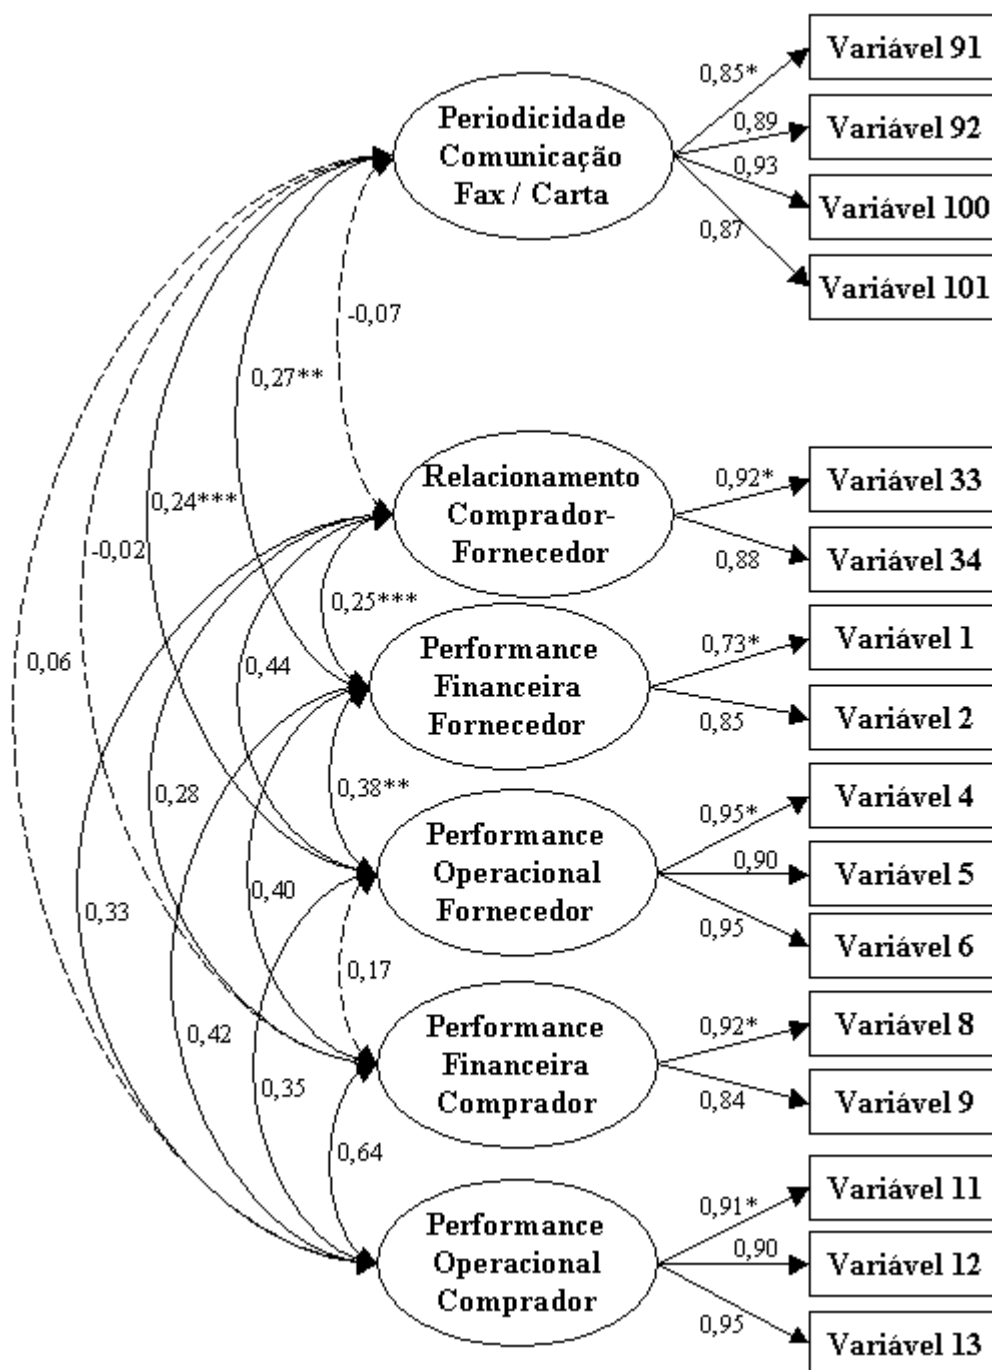 Periodicidade
Comunicação
Fax / Carta
0,85*
0,89
0,93
0,87
Variável 91
Variável 92
Variável 100
Variável 101
-0,07
0,27**
0,24***
-0,02
0,06
Relacionamento
Comprador-
Fornecedor
0,92*
0,88
Variável 33
Variável 34
0,25***
0,44
0,28
0,33
Performance
Financeira
Fornecedor
0,73*
0,85
Variável 1
Variável 2
0,38**
0,40
0,42
Performance
Operacional
Fornecedor
0,95*
0,90
0,95
Variável 4
Variável 5
Variável 6
0,17
0,35
Performance
Financeira
Comprador
0,92*
0,84
Variável 8
Variável 9
0,64
Performance
Operacional
Comprador
0,91*
0,90
0,95
Variável 11
Variável 12
Variável 13